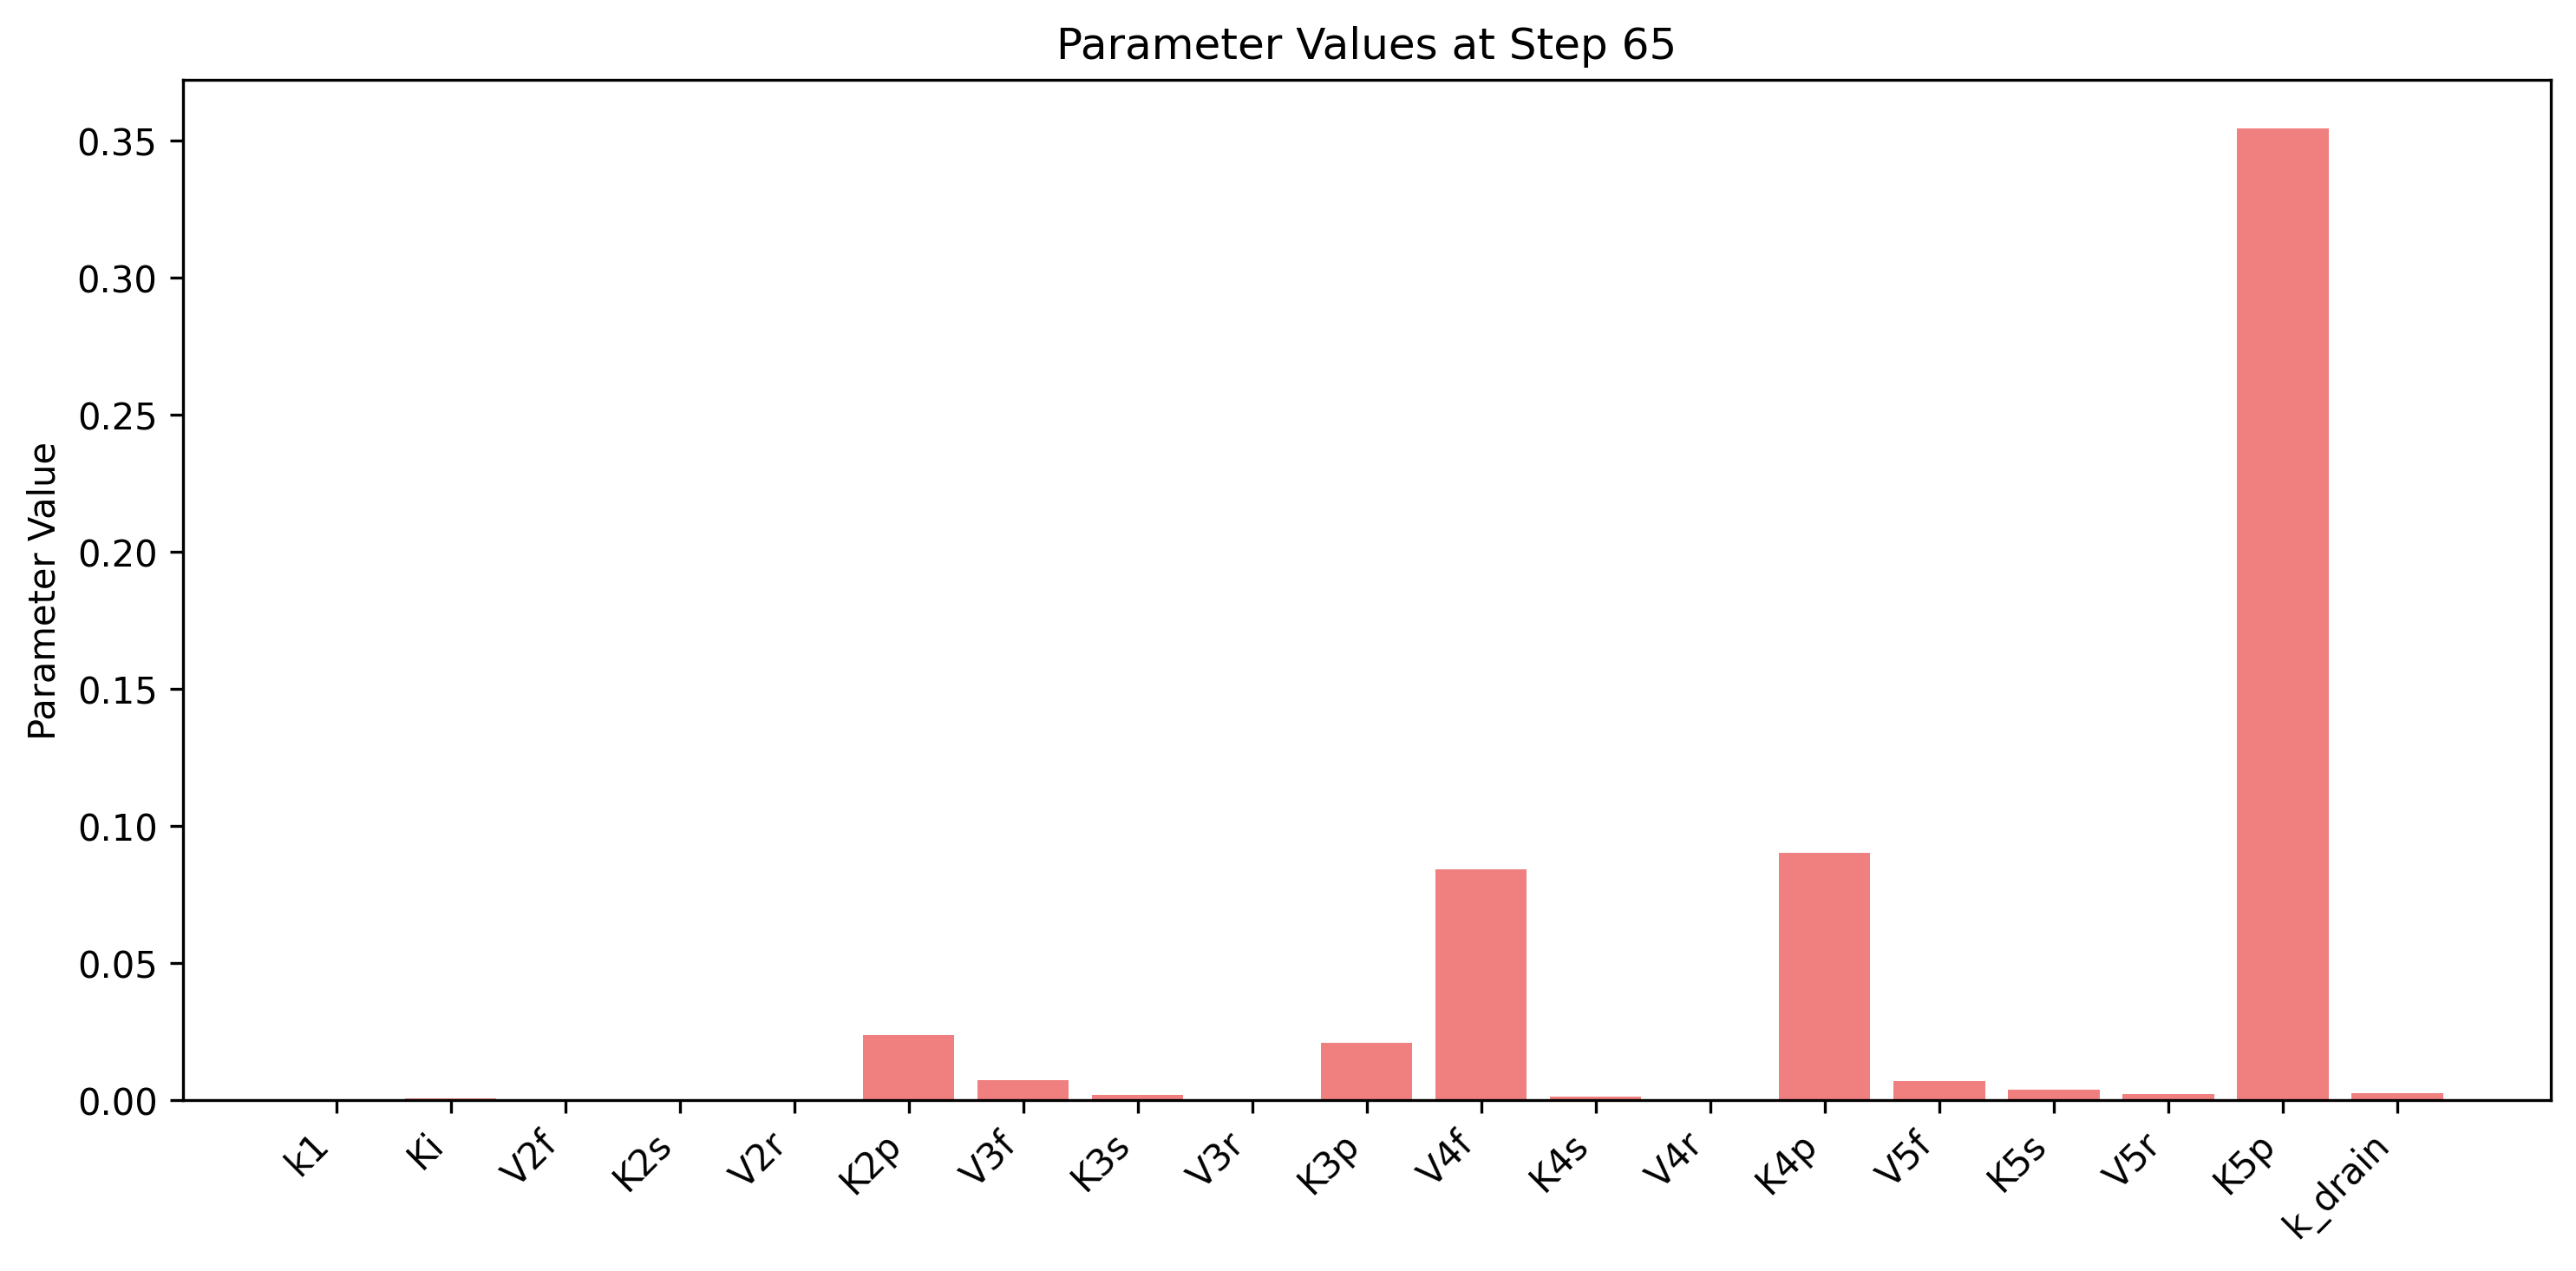 Parameter Values at Step 65
Parameter Value
0.35
0.30
0.25
0.20
0.15
0.10
0.05
0.00
k1
Ki
V2f
K2s
V2r
K2p
V3f
K3s
V3r
K3p
V4f
K4s
V4r
K4p
V5f
K5s
V5r
K5p
k_drain